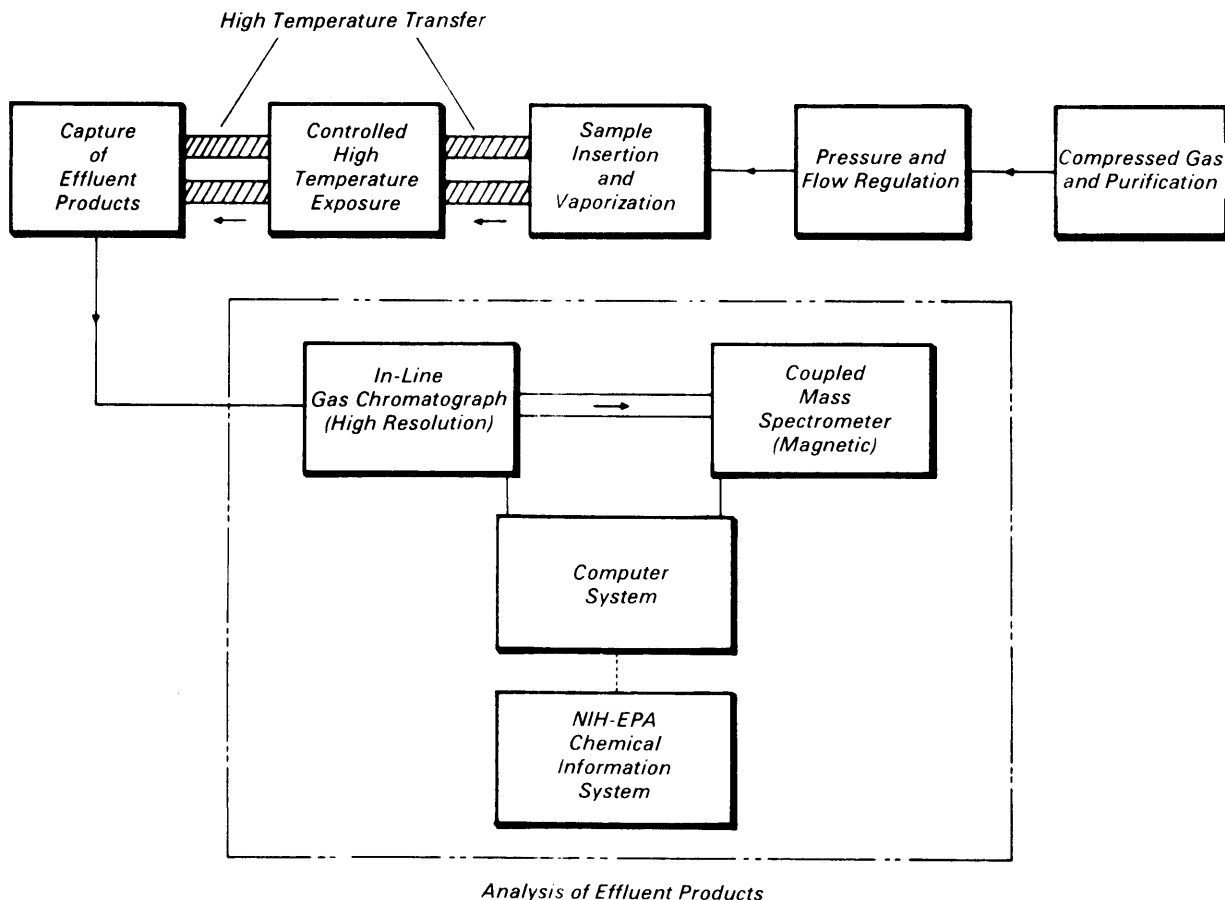 High Temperature Transfer
Capture
of
Effluent
Products
Controlled
High
Temperature
Exposure
Sample
Insertion
and
Vaporization
Pressure and
Flow Regulation
Compressed Gas
and Purification
In-Line
Gas Chromatograph
(High Resolution)
Coupled
Mass
Spectrometer
(Magnetic)
Computer
System
NIH-EPA
Chemical
Information
System
Analysis of Effluent Products